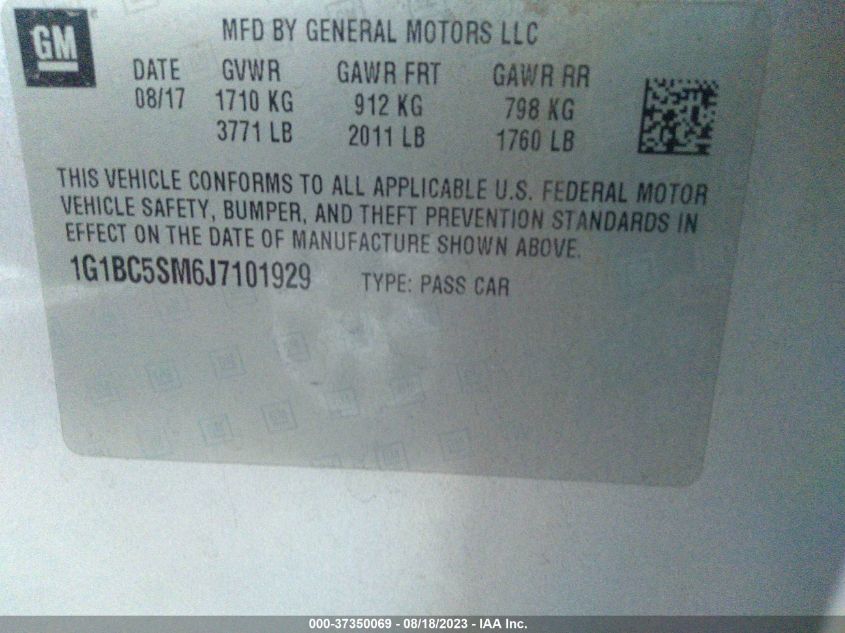 GM
MFD BY GENERAL MOTORS LLC
DATE GVWR GAWR FRT GAWR RR
08/17 1710 KG 912 KG 798 KG
3771 LB 2011 LB 1760 LB
THIS VEHICLE CONFORMS TO ALL APPLICABLE U.S. FEDERAL MOTOR
VEHICLE SAFETY, BUMPER, AND THEFT PREVENTION STANDARDS IN
EFFECT ON THE DATE OF MANUFACTURE SHOWN ABOVE.
1G1BC5SM6J7101929 TYPE: PASS CAR
000-37350069 - 08/18/2023 - IAA Inc.